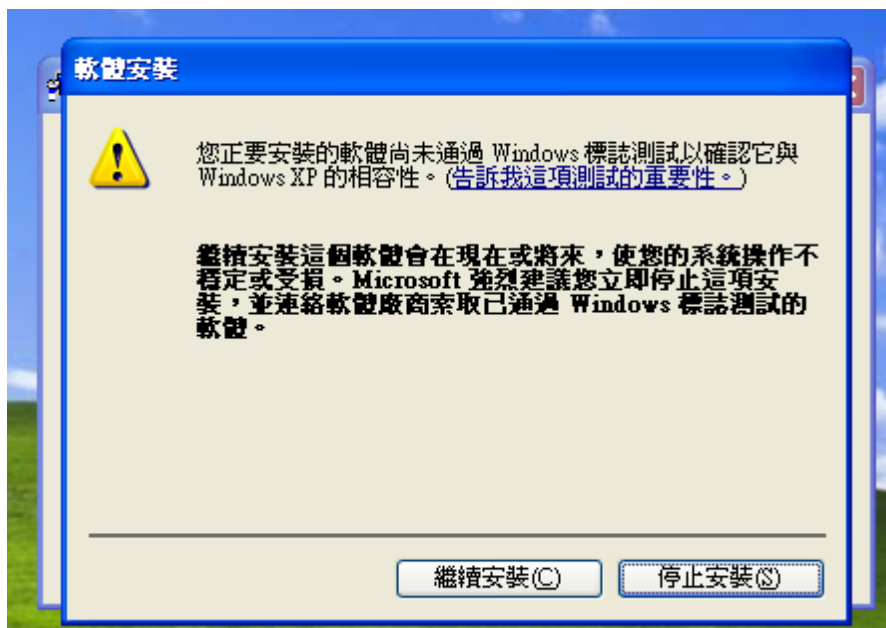 軟體安裝
您正要安裝的軟體尚未通過 Windows 標誌測試以確認它與
Windows XP 的相容性。(告訴我這項測試的重要性。)
繼續安裝這個軟體會在現在或將來，使您的系統操作不
穩定或受損。Microsoft 強烈建議您立即停止這項安
裝，並連絡軟體廠商索取已通過 Windows 標誌測試的
軟體。
繼續安裝(C)
停止安裝(S)